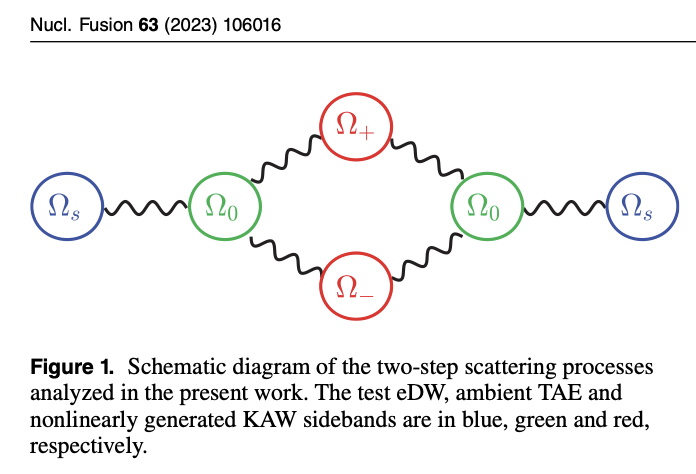 Nucl. Fusion 63 (2023) 106016
Ω₊
Ωₛ Ω₀ Ω₀ Ωₛ
Ω₋
Figure 1. Schematic diagram of the two-step scattering processes
analyzed in the present work. The test eDW, ambient TAE and
nonlinearly generated KAW sidebands are in blue, green and red,
respectively.